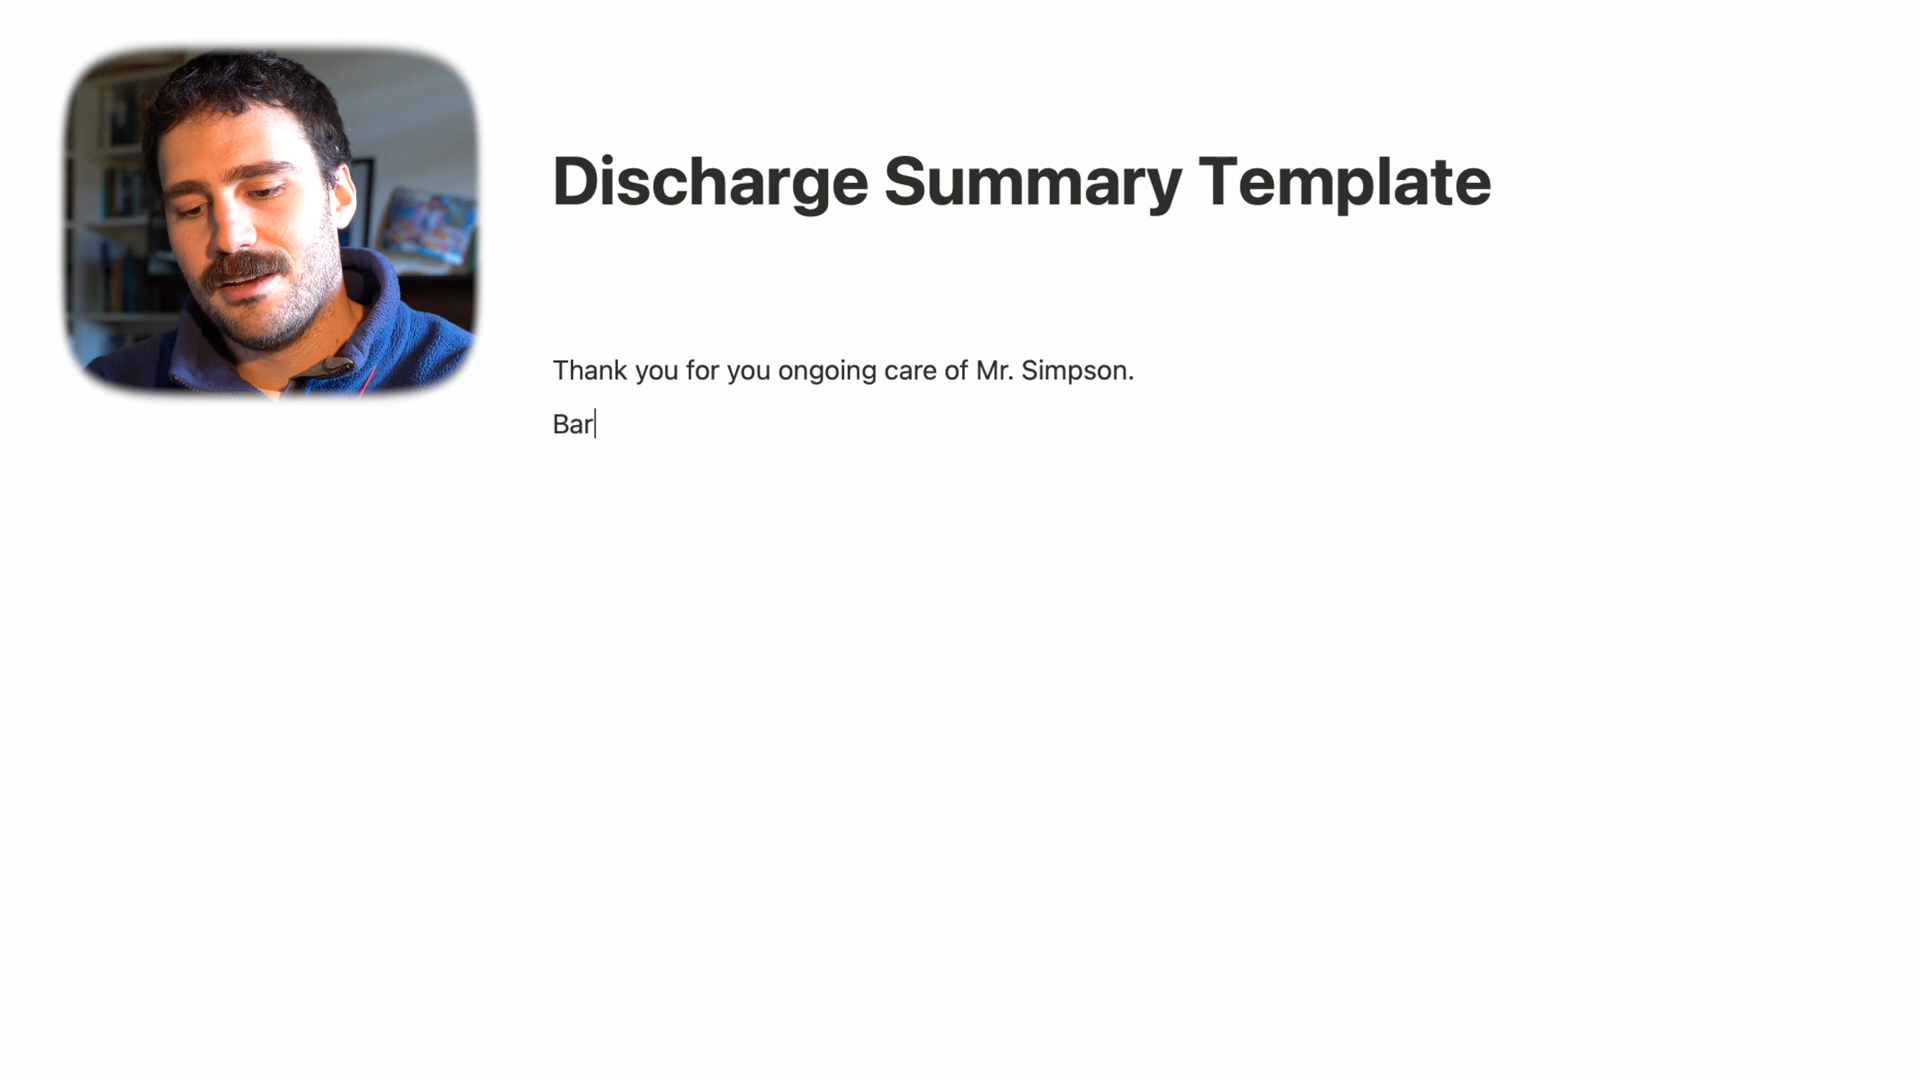 Discharge Summary Template
Thank you for you ongoing care of Mr. Simpson.
Bar